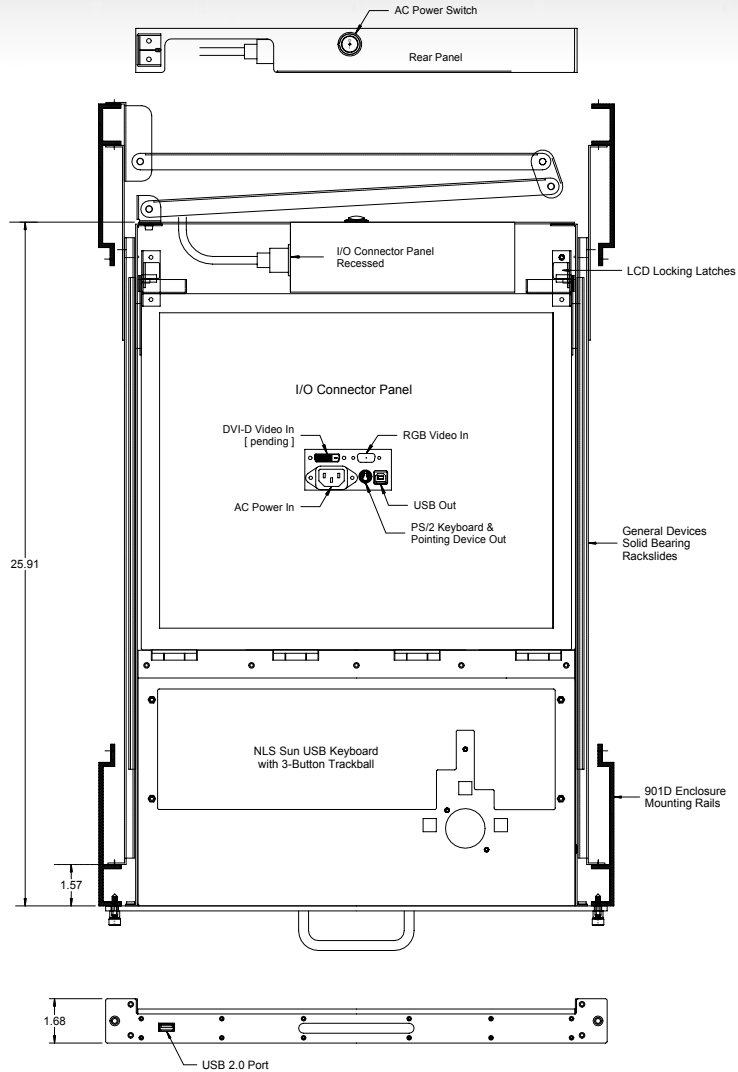 AC Power Switch
Rear Panel
I/O Connector Panel
Recessed
LCD Locking Latches
I/O Connector Panel
DVI-D Video In
[ pending ]
RGB Video In
AC Power In
USB Out
PS/2 Keyboard &
Pointing Device Out
General Devices
Solid Bearing
Rackslides
25.91
NLS Sun USB Keyboard
with 3-Button Trackball
901D Enclosure
Mounting Rails
1.57
1.68
USB 2.0 Port